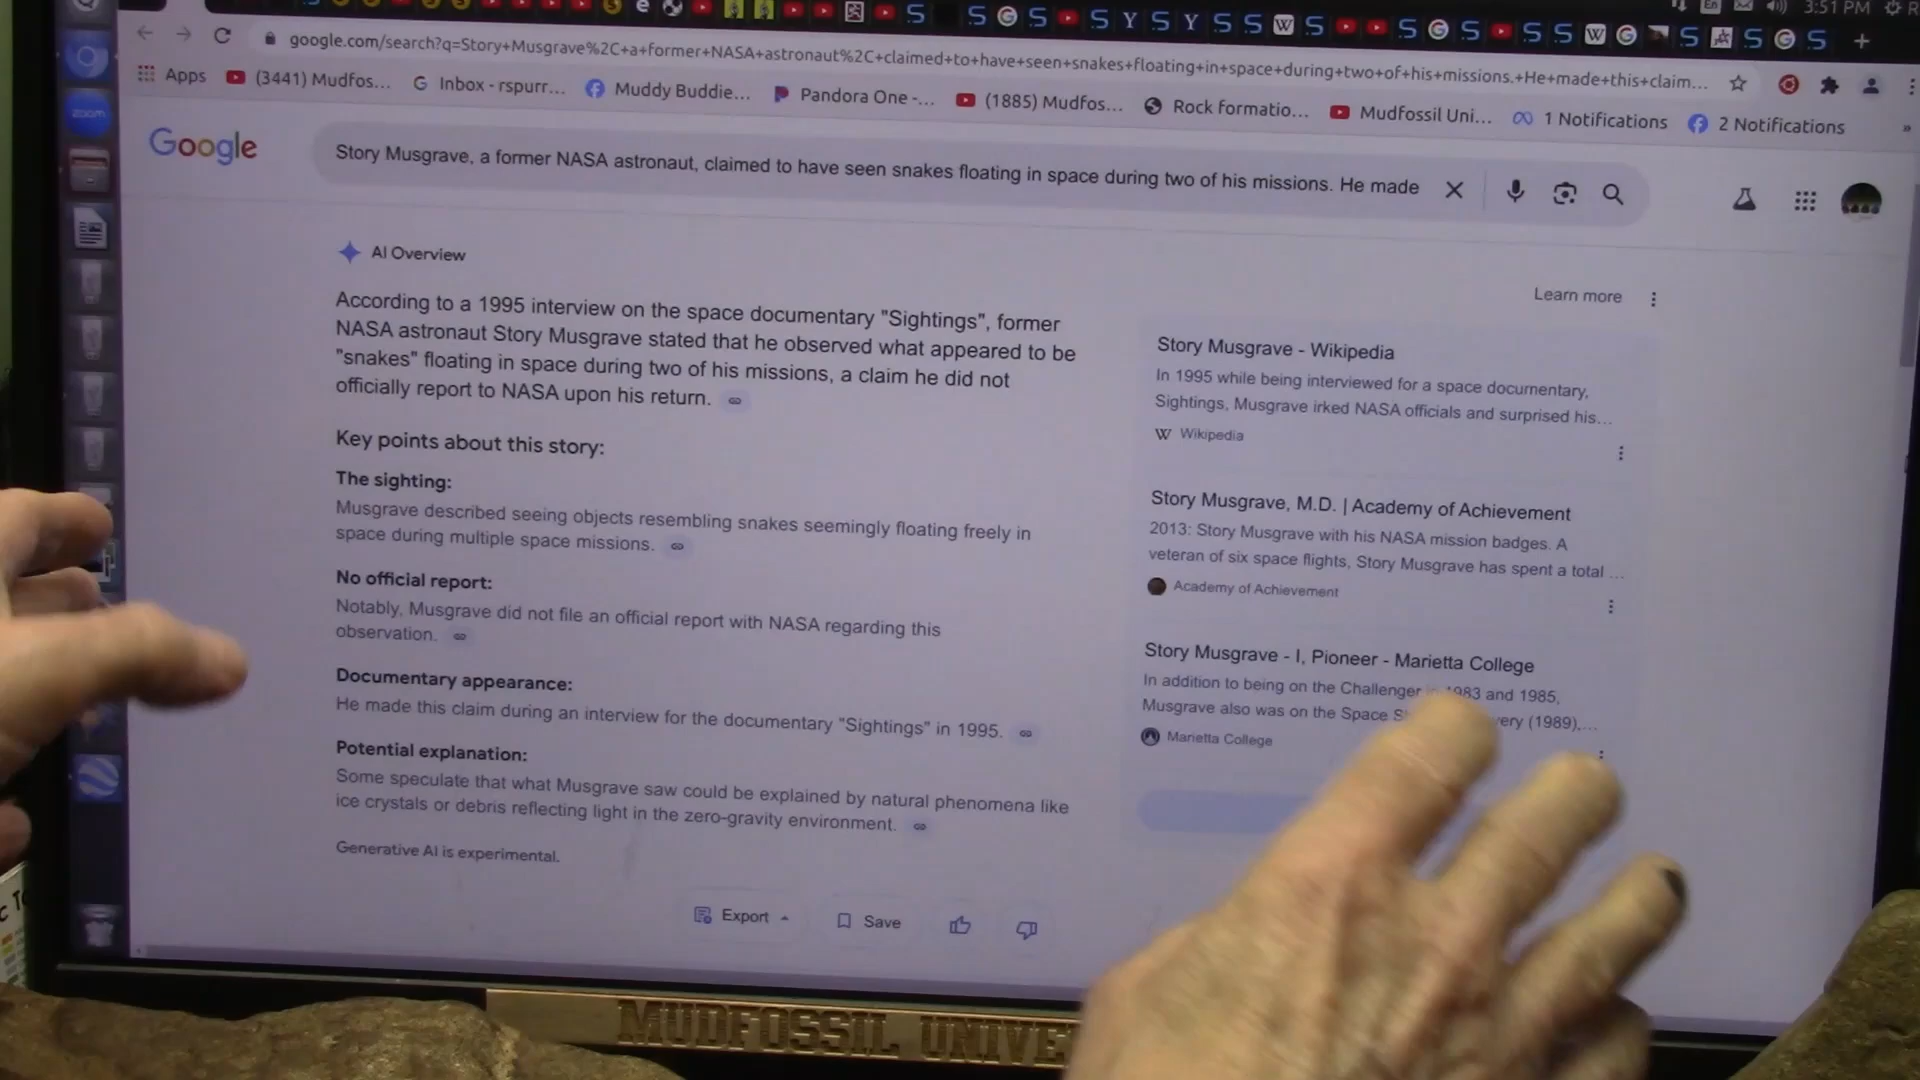 3:51 PM
google.com/search?q=Story+Musgrave%2C+a+former+NASA+astronaut%2C+claimed+to+have+seen+snakes+floating+in+space+during+two+of+his+missions.+He+made+this+claim...
Apps (3441) Mudfos... Inbox - rspurr... Muddy Buddie... Pandora One -... (1885) Mudfos... Rock formatio... Mudfossil Uni... 1 Notifications 2 Notifications
zoom
Google
Story Musgrave, a former NASA astronaut, claimed to have seen snakes floating in space during two of his missions. He made
AI Overview
According to a 1995 interview on the space documentary "Sightings", former
NASA astronaut Story Musgrave stated that he observed what appeared to be
"snakes" floating in space during two of his missions, a claim he did not
officially report to NASA upon his return.
Key points about this story:
The sighting:
Musgrave described seeing objects resembling snakes seemingly floating freely in
space during multiple space missions.
No official report:
Notably, Musgrave did not file an official report with NASA regarding this
observation.
Documentary appearance:
He made this claim during an interview for the documentary "Sightings" in 1995.
Potential explanation:
Some speculate that what Musgrave saw could be explained by natural phenomena like
ice crystals or debris reflecting light in the zero-gravity environment.
Generative AI is experimental.
Export
Save
Learn more
Story Musgrave - Wikipedia
In 1995 while being interviewed for a space documentary,
Sightings, Musgrave irked NASA officials and surprised his...
W Wikipedia
Story Musgrave, M.D. | Academy of Achievement
2013: Story Musgrave with his NASA mission badges. A
veteran of six space flights, Story Musgrave has spent a total ...
Academy of Achievement
Story Musgrave - I, Pioneer - Marietta College
In addition to being on the Challenger 1983 and 1985,
Musgrave also was on the Space (1989),...
Marietta College
MUDFOSSIL UNIVE